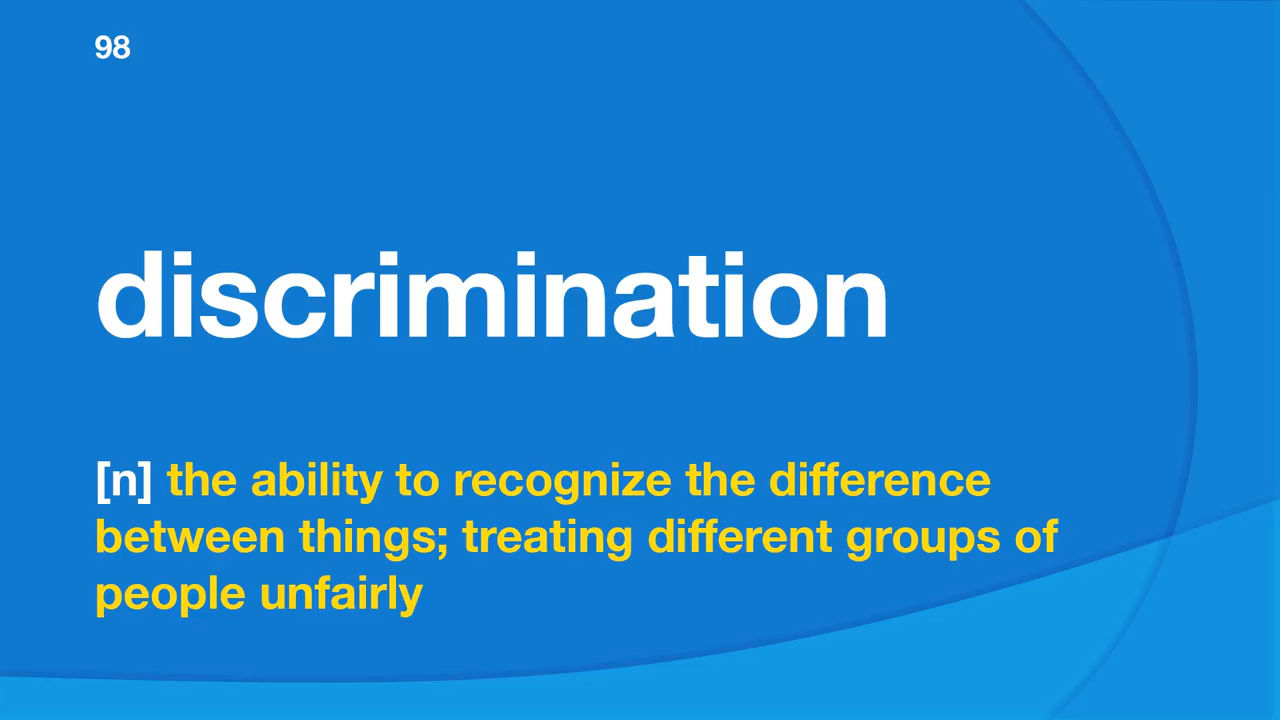 98
discrimination
[n] the ability to recognize the difference
between things; treating different groups of
people unfairly